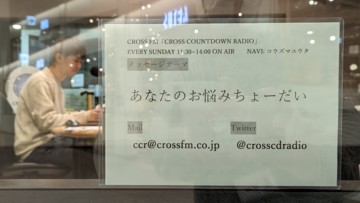 CROSS FM「CROSS COUNTDOWN RADIO」
EVERY SUNDAY 1*:30-14:00 ON AIR NAVI: コウズマユウタ
メッセージテーマ
あなたのお悩みちょーだい
Mail Twitter
ccr@crossfm.co.jp @crosscdradio